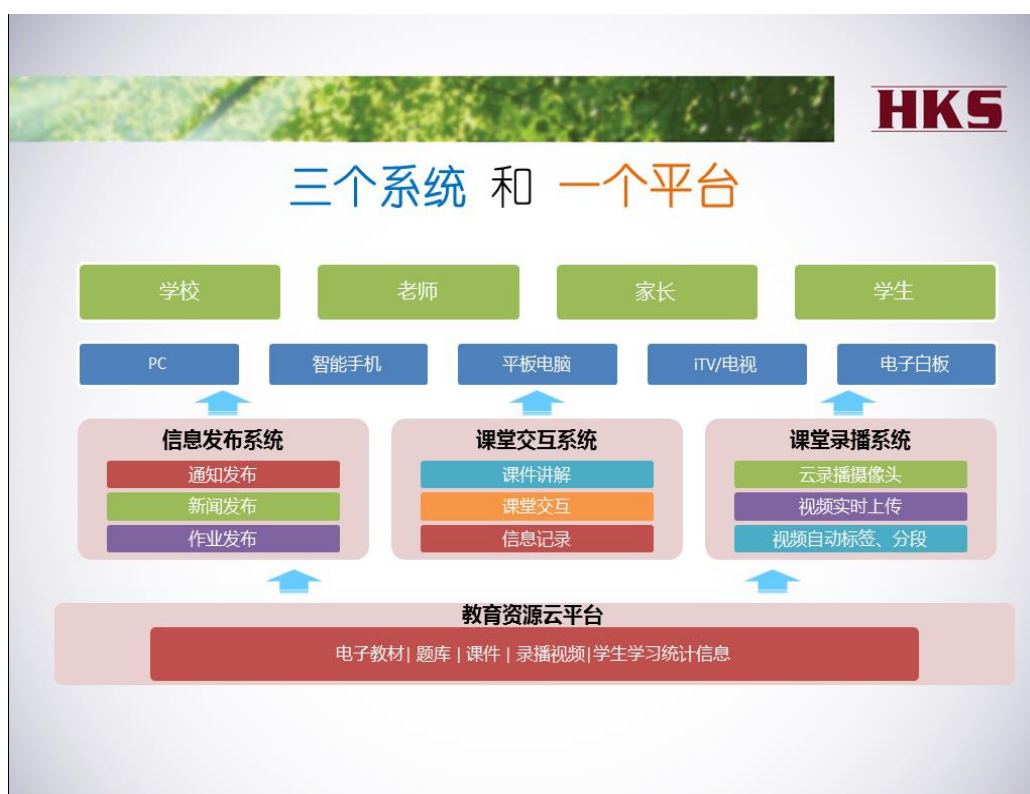 HKS
三个系统 和 一个平台
学校 老师 家长 学生
PC 智能手机 平板电脑 iTV/电视 电子白板
信息发布系统 课堂交互系统 课堂录播系统
通知发布 课件讲解 云录播摄像头
新闻发布 课堂交互 视频实时上传
作业发布 信息记录 视频自动标签、分段
教育资源云平台
电子教材| 题库 | 课件 | 录播视频|学生学习统计信息